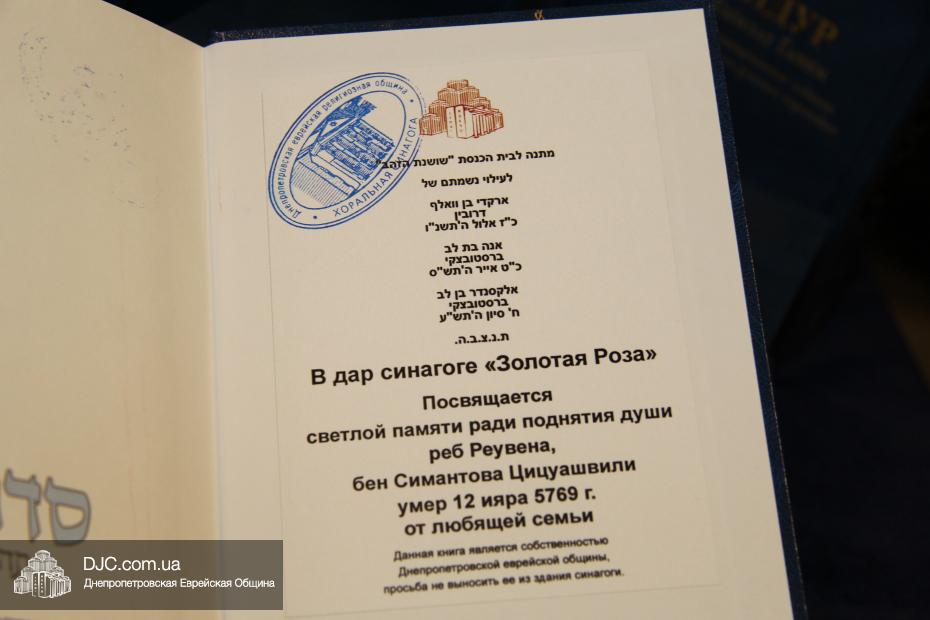 Днепропетровская еврейская религиозная община
ХОРАЛЬНАЯ СИНАГОГА
מתנה לבית הכנסת "שושנת הזהב"
לעילוי נשמתם של
ארקדי בן וואלף
דרובין
כ"ז אלול ה'תשנ"ו
אנה בת לב
ברסטובצקי
כ"ט אייר ה'תש"ס
אלקסנדר בן לב
ברסטובצקי
ח' סיון ה'תש"ע
ת.נ.צ.ב.ה.
В дар синагоге «Золотая Роза»
Посвящается
светлой памяти ради поднятия души
реб Реувена,
бен Симантова Цицуашвили
умер 12 ияра 5769 г.
от любящей семьи
Данная книга является собственностью
Днепропетровской еврейской общины,
просьба не выносить ее из здания синагоги.
DJC.com.ua
Днепропетровская Еврейская Община